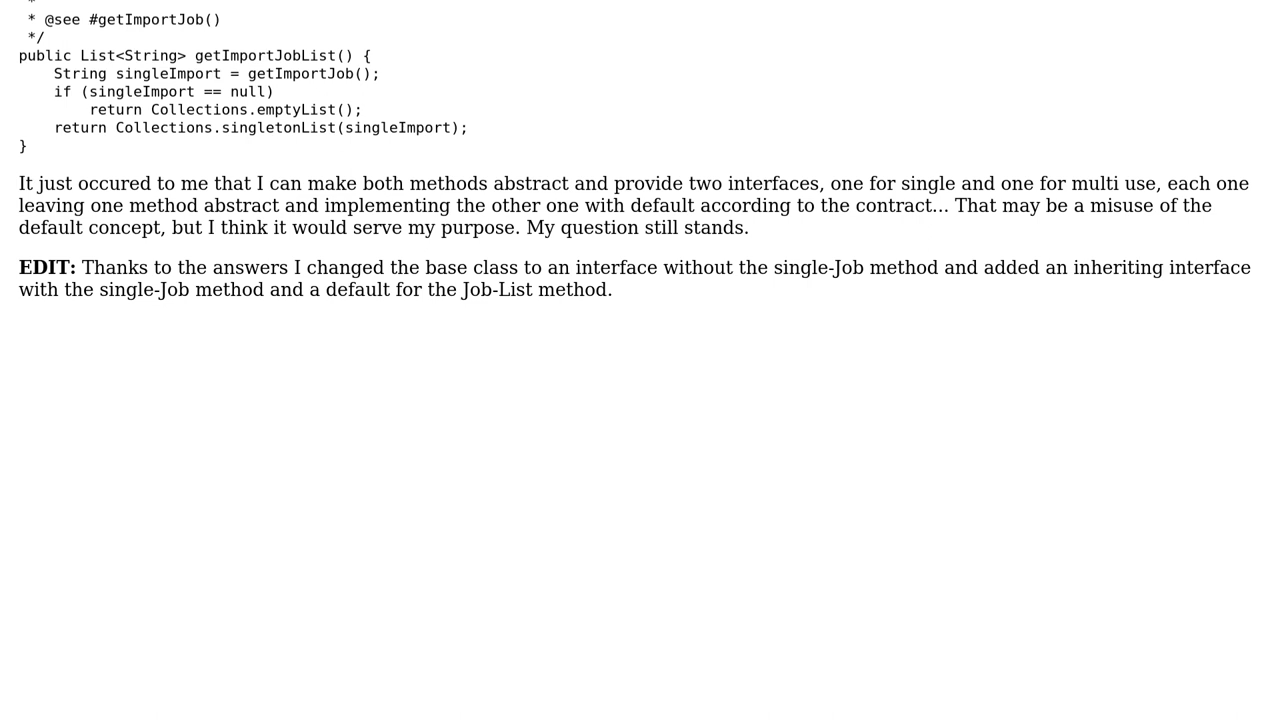 *
 * @see #getImportJob()
 */
public List<String> getImportJobList() {
    String singleImport = getImportJob();
    if (singleImport == null)
        return Collections.emptyList();
    return Collections.singletonList(singleImport);
}
It just occured to me that I can make both methods abstract and provide two interfaces, one for single and one for multi use, each one
leaving one method abstract and implementing the other one with default according to the contract... That may be a misuse of the
default concept, but I think it would serve my purpose. My question still stands.
EDIT: Thanks to the answers I changed the base class to an interface without the single-Job method and added an inheriting interface
with the single-Job method and a default for the Job-List method.